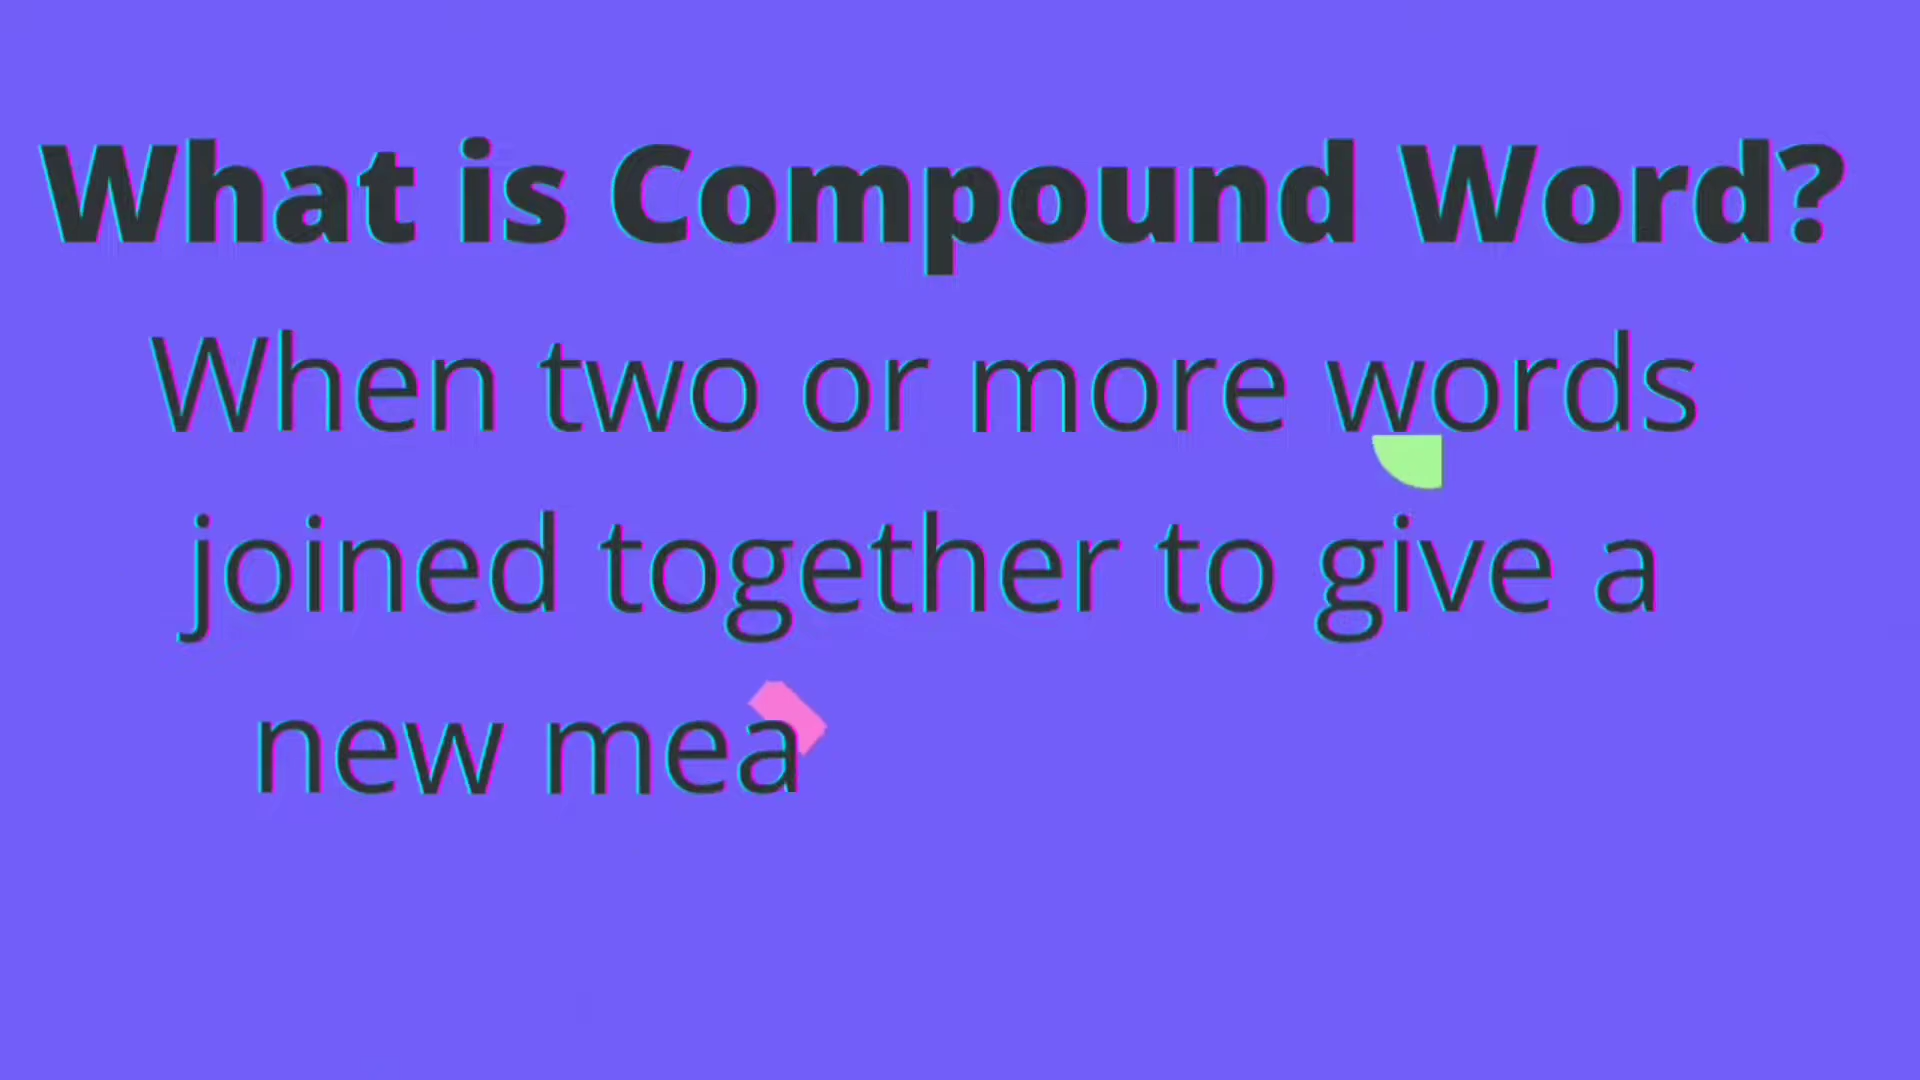 What is Compound Word?
When two or more words
joined together to give a
new mea